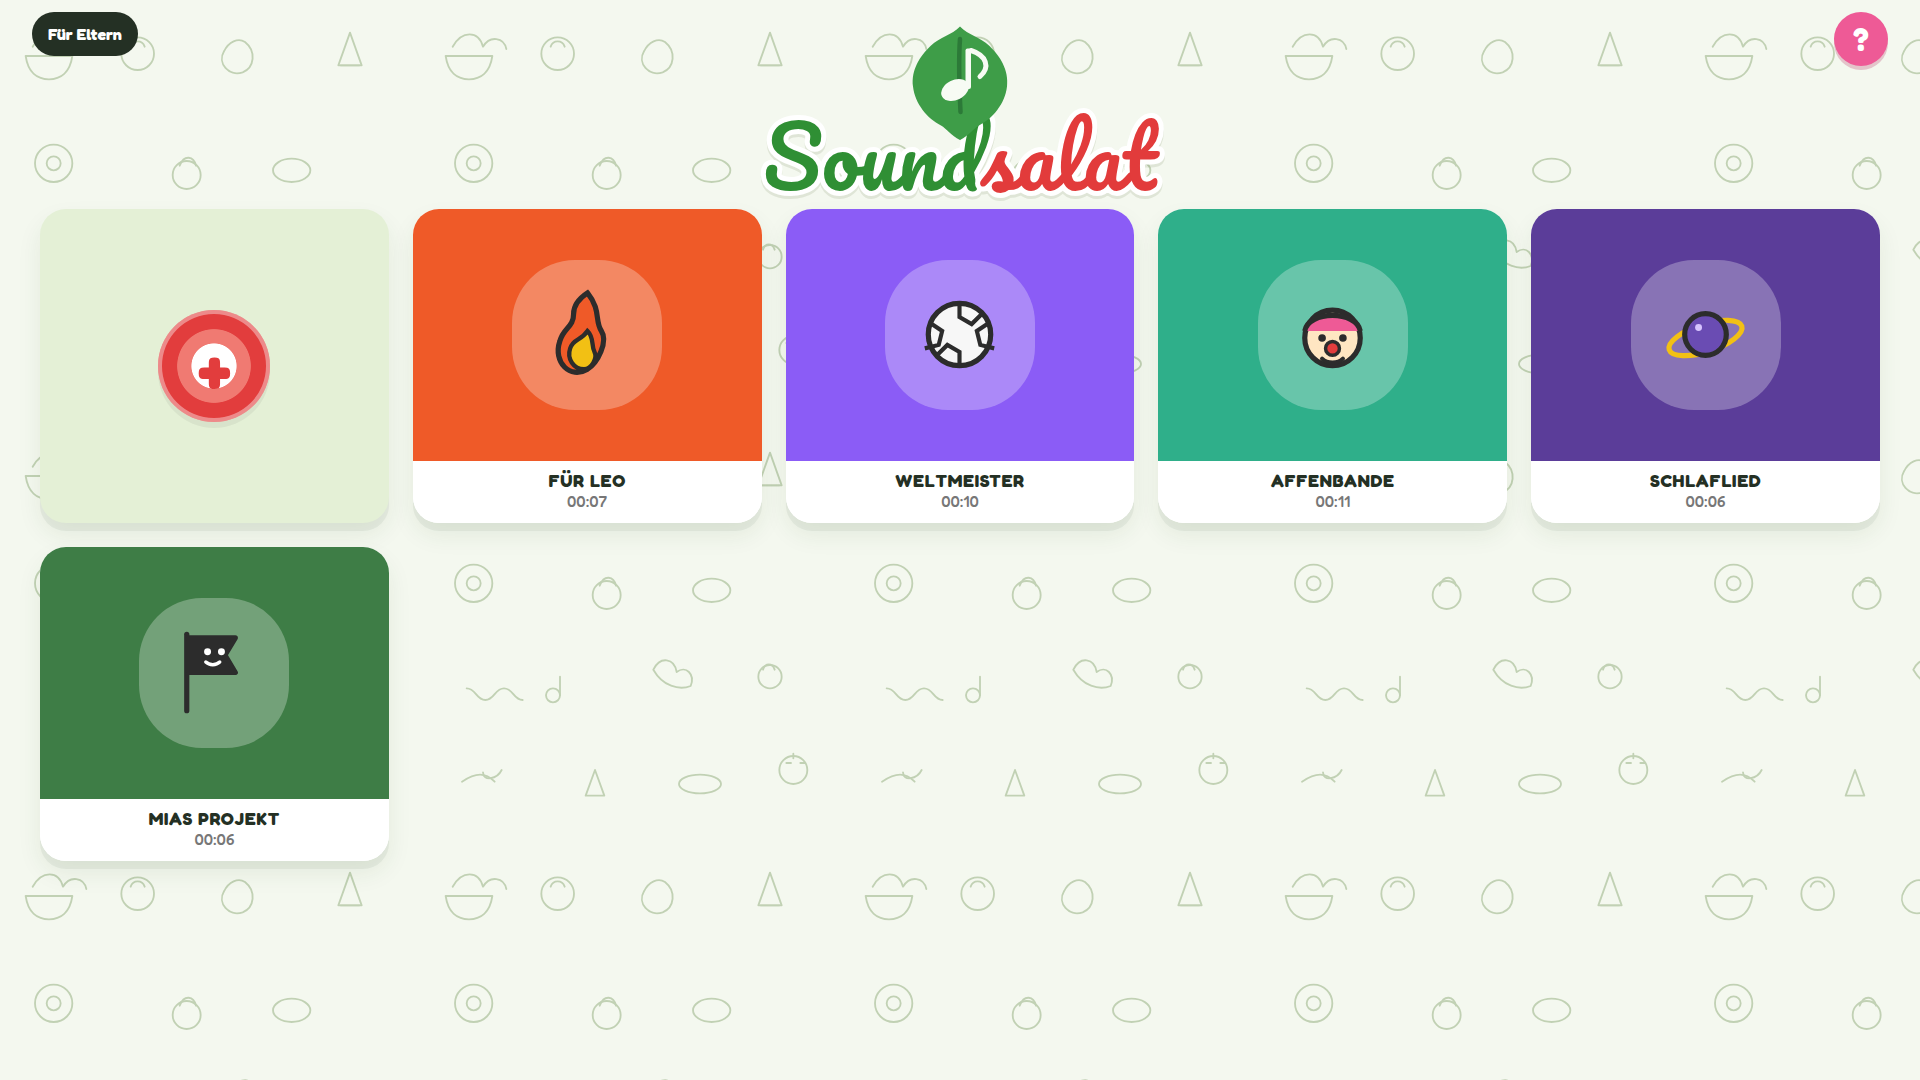 Für Eltern
?
Soundsalat
FÜR LEO
00:07
WELTMEISTER
00:10
AFFENBANDE
00:11
SCHLAFLIED
00:06
MIAS PROJEKT
00:06